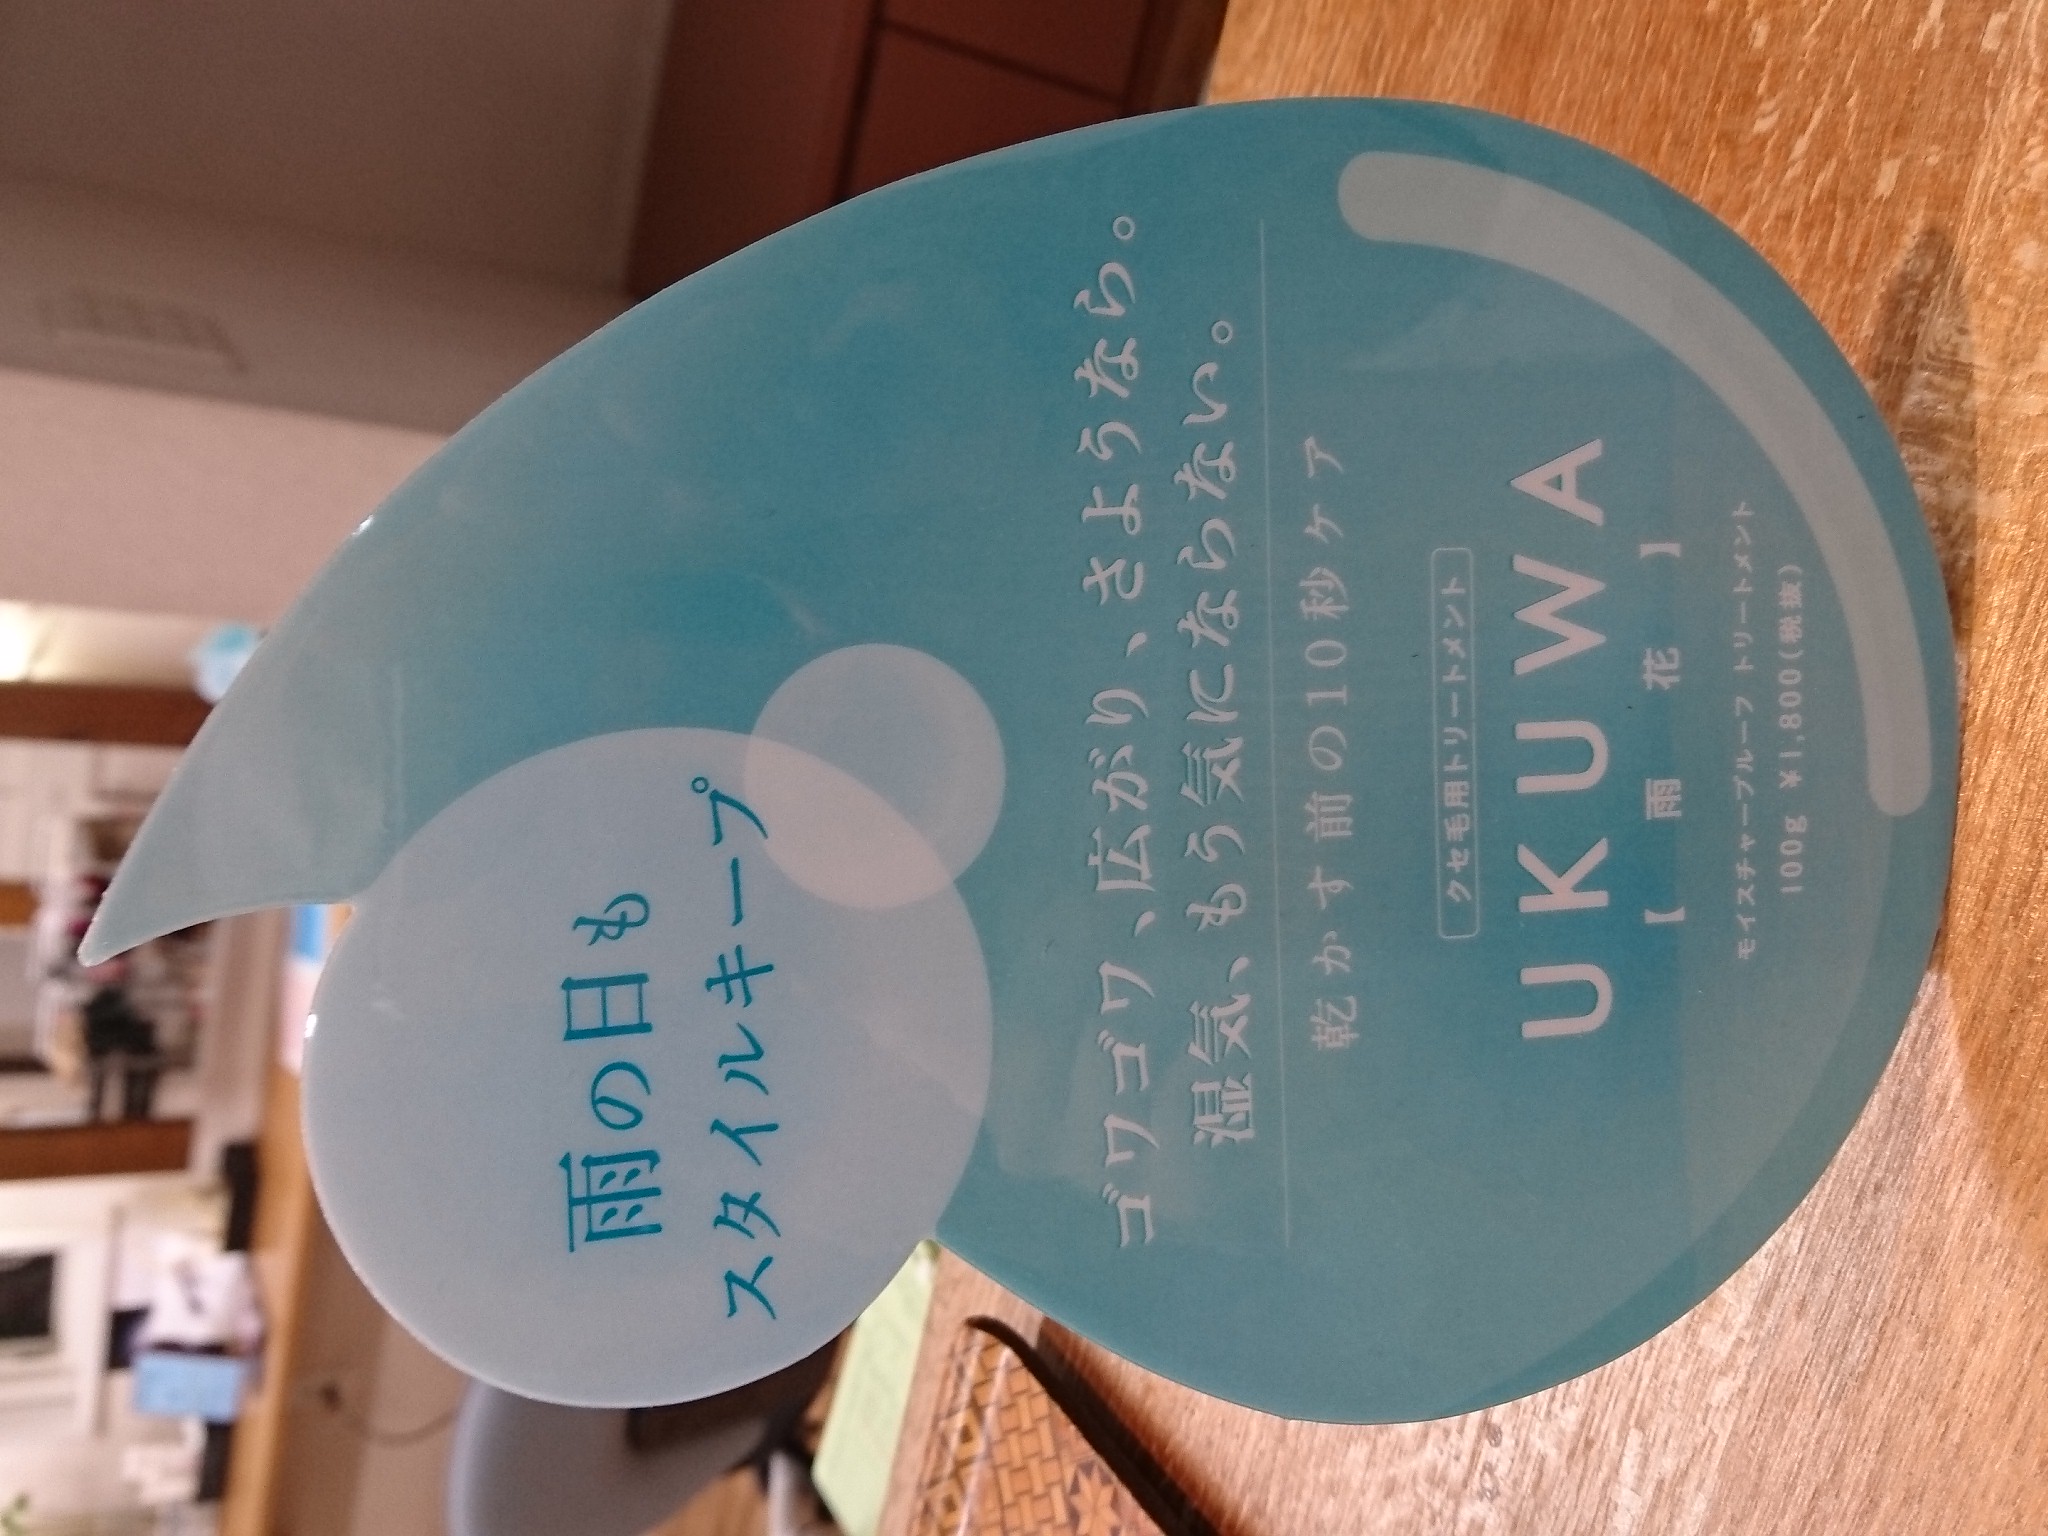 雨の日も
スタイルキープ
ゴワゴワ、広がり、さようなら。
湿気、もう気にならない。
乾かす前の10秒ケア
クセ毛用トリートメント
UKUWA
【雨花】
モイスチャープルーフ トリートメント
100g ¥1,800(税抜)